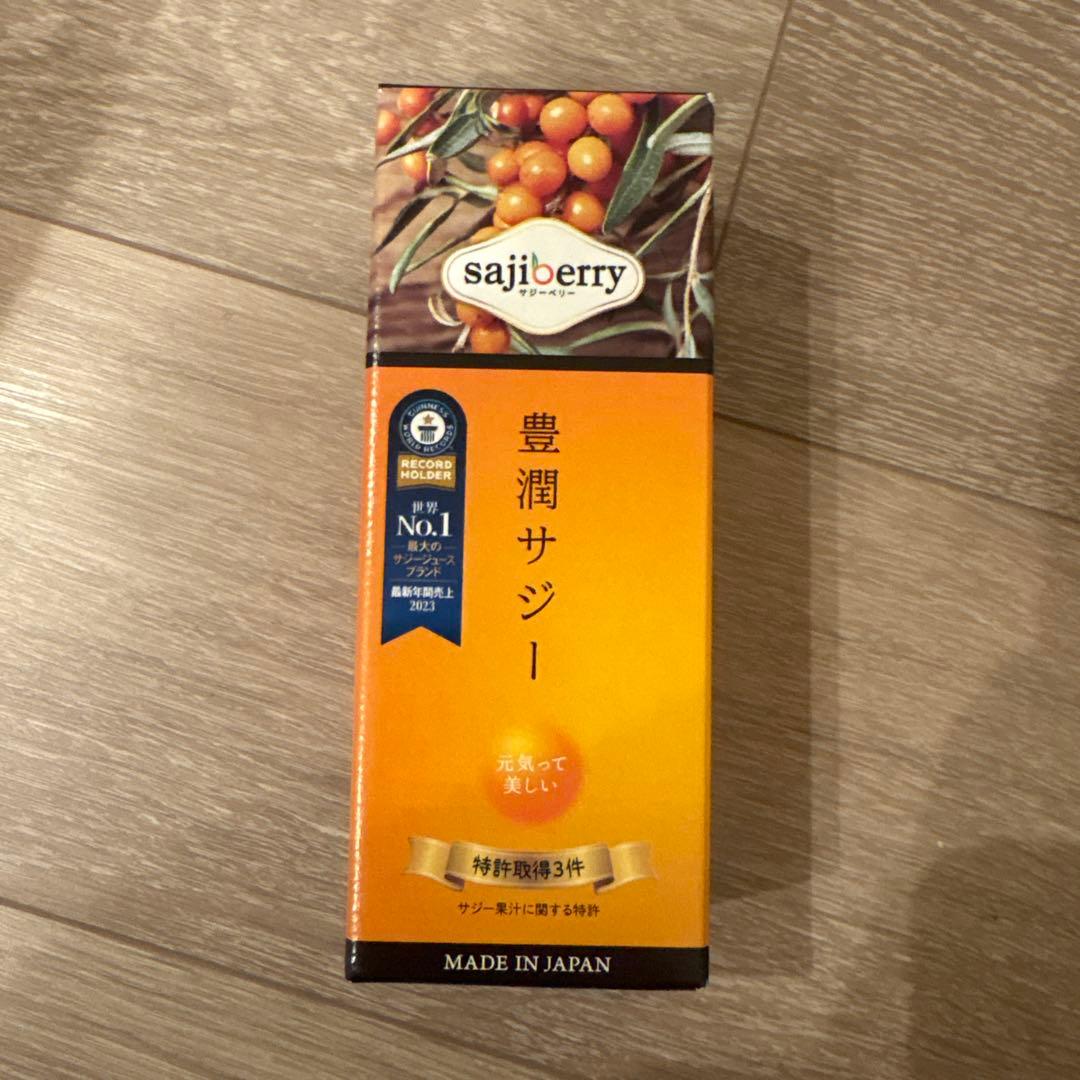 sajiberry
サジーベリー
GUINNESS
WORLD RECORDS
RECORD
HOLDER
世界
No.1
最大の
サジージュース
ブランド
最新年間売上
2023
豊潤サジー
元気って
美しい
特許取得3件
サジー果汁に関する特許
MADE IN JAPAN